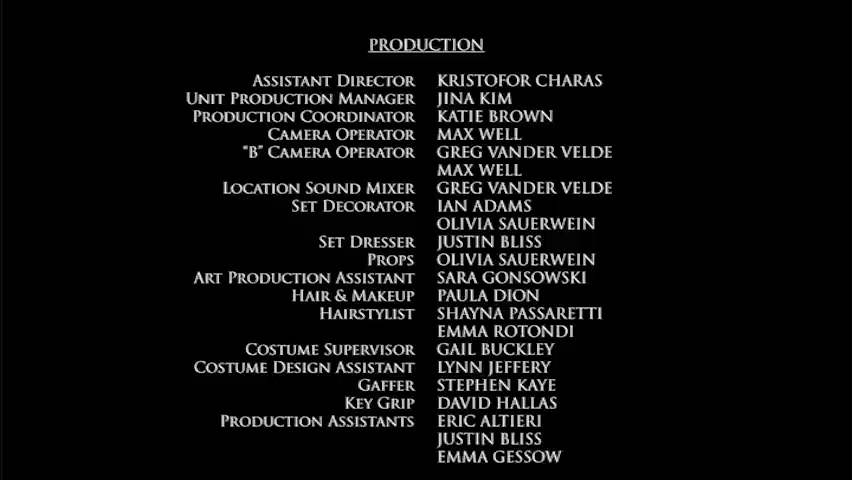 PRODUCTION
ASSISTANT DIRECTOR KRISTOFOR CHARAS
UNIT PRODUCTION MANAGER JINA KIM
PRODUCTION COORDINATOR KATIE BROWN
CAMERA OPERATOR MAX WELL
"B" CAMERA OPERATOR GREG VANDER VELDE
MAX WELL
LOCATION SOUND MIXER GREG VANDER VELDE
SET DECORATOR IAN ADAMS
OLIVIA SAUERWEIN
SET DRESSER JUSTIN BLISS
PROPS OLIVIA SAUERWEIN
ART PRODUCTION ASSISTANT SARA GONSOWSKI
HAIR & MAKEUP PAULA DION
HAIRSTYLIST SHAYNA PASSARETTI
EMMA ROTONDI
COSTUME SUPERVISOR GAIL BUCKLEY
COSTUME DESIGN ASSISTANT LYNN JEFFERY
GAFFER STEPHEN KAYE
KEY GRIP DAVID HALLAS
PRODUCTION ASSISTANTS ERIC ALTIERI
JUSTIN BLISS
EMMA GESSOW